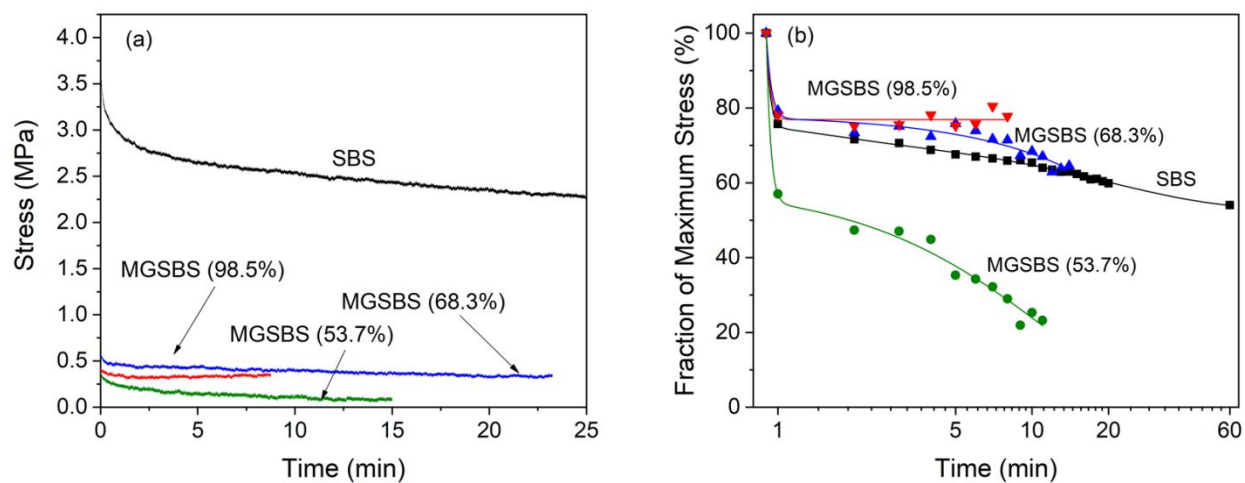 (a)
Stress (MPa)
4.0
3.5
3.0
2.5
2.0
1.5
1.0
0.5
0.0
SBS
MGSBS (98.5%)
MGSBS (68.3%)
MGSBS (53.7%)
0 5 10 15 20 25
Time (min)
(b)
Fraction of Maximum Stress (%)
100
80
60
40
20
0
MGSBS (98.5%)
MGSBS (68.3%)
SBS
MGSBS (53.7%)
1 5 10 20 60
Time (min)